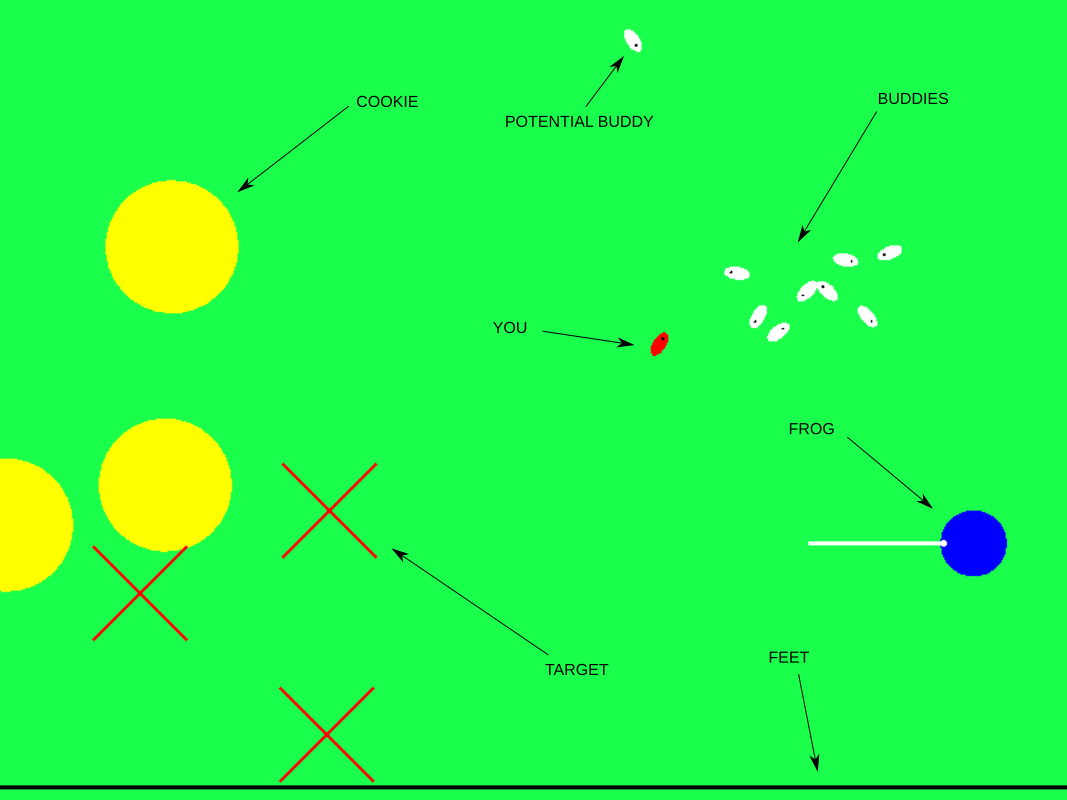 COOKIE
POTENTIAL BUDDY
BUDDIES
YOU
FROG
TARGET
FEET